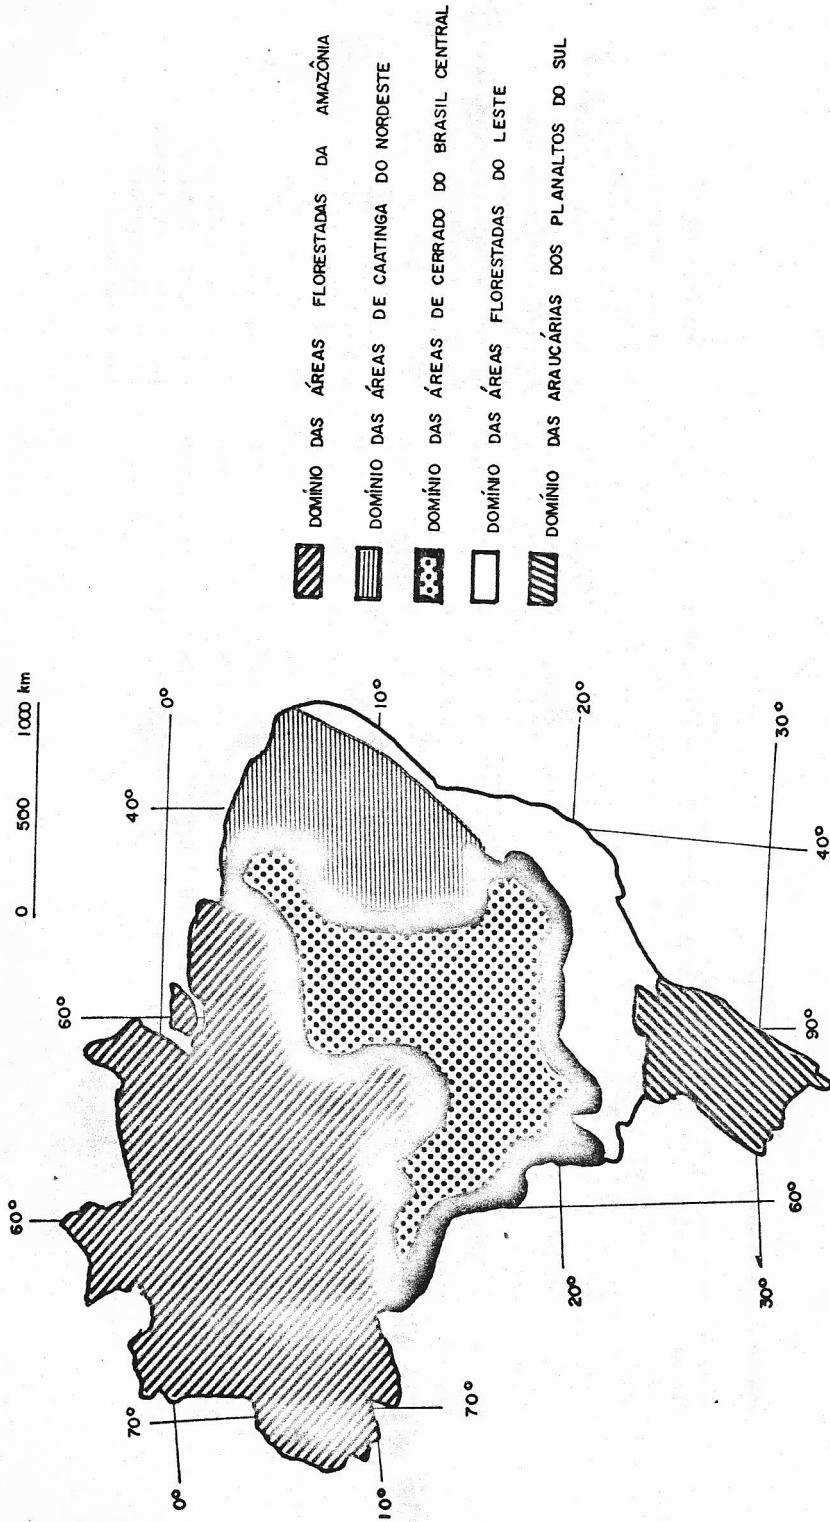 0 500 1000 km
60° 60° 40°
70°
0° 0°
10° 10°
70°
20° 20°
30° 30°
60° 90° 40°
DOMÍNIO DAS ÁREAS FLORESTADAS DA AMAZÔNIA
DOMÍNIO DAS ÁREAS DE CAATINGA DO NORDESTE
DOMÍNIO DAS ÁREAS DE CERRADO DO BRASIL CENTRAL
DOMÍNIO DAS ÁREAS FLORESTADAS DO LESTE
DOMÍNIO DAS ARAUCÁRIAS DOS PLANALTOS DO SUL